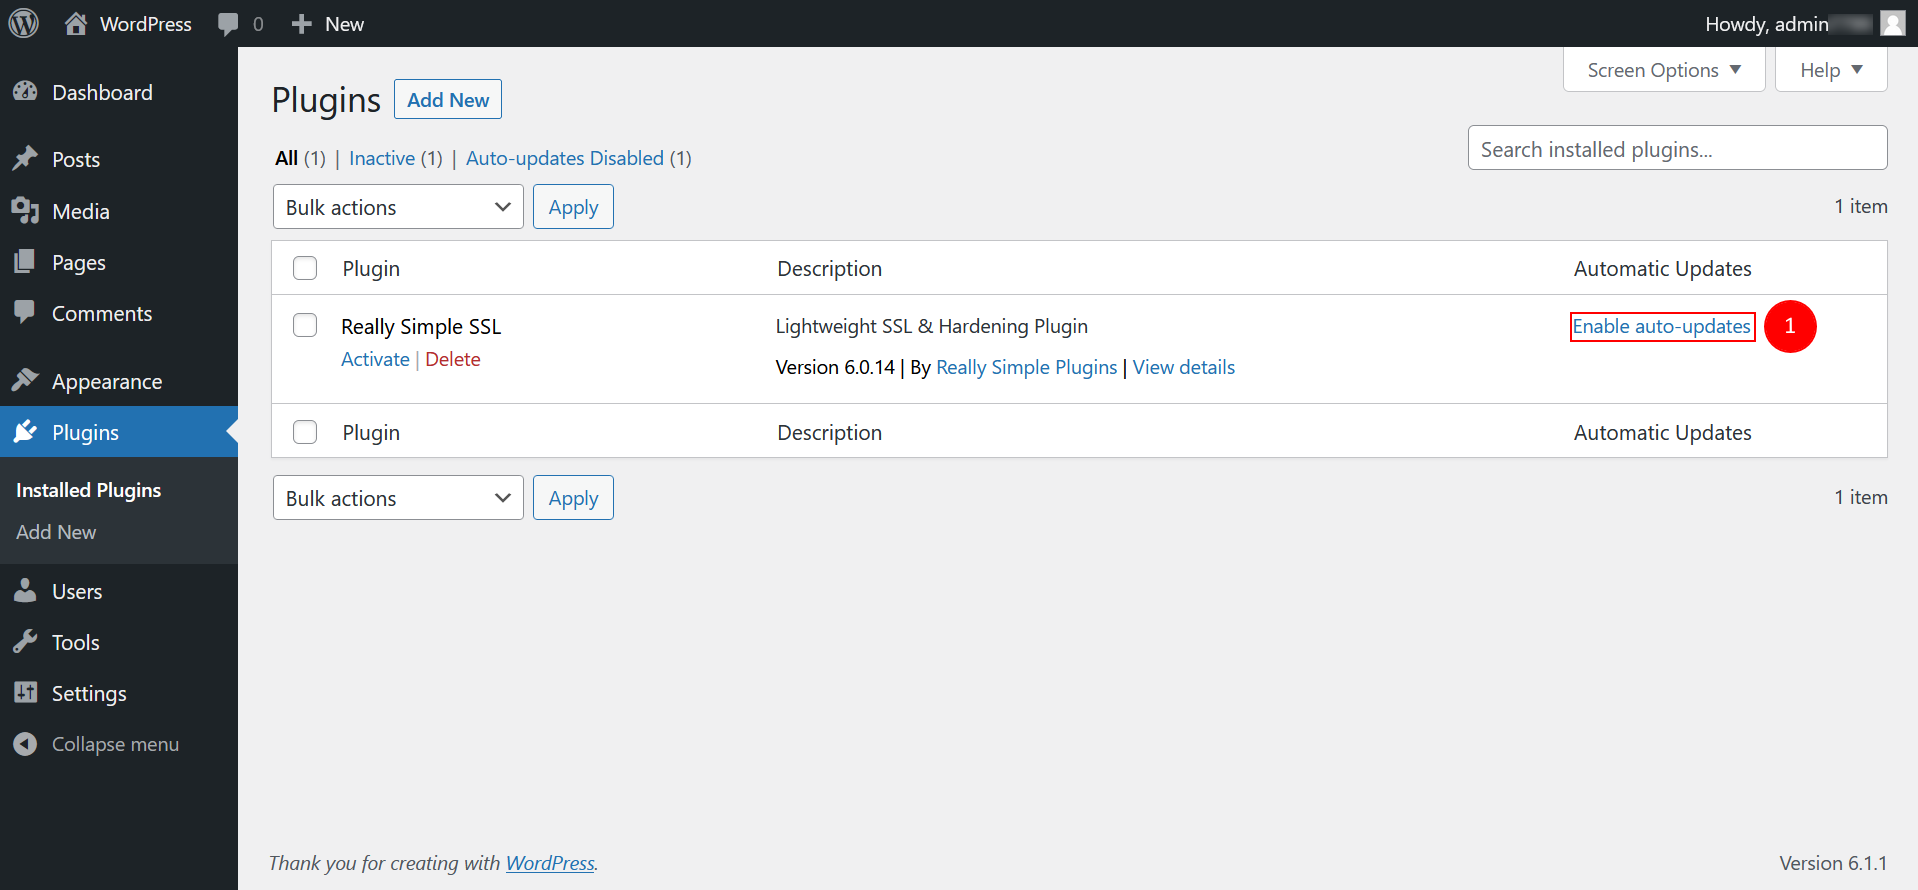 WordPress 0 New Howdy, admin
Dashboard
Posts
Media
Pages
Comments
Appearance
Plugins
Installed Plugins
Add New
Users
Tools
Settings
Collapse menu
Screen Options Help
Plugins Add New
All (1) | Inactive (1) | Auto-updates Disabled (1)
Search installed plugins...
Bulk actions Apply 1 item
Plugin Description Automatic Updates
Really Simple SSL Lightweight SSL & Hardening Plugin Enable auto-updates 1
Activate | Delete Version 6.0.14 | By Really Simple Plugins | View details
Plugin Description Automatic Updates
Bulk actions Apply 1 item
Thank you for creating with WordPress. Version 6.1.1